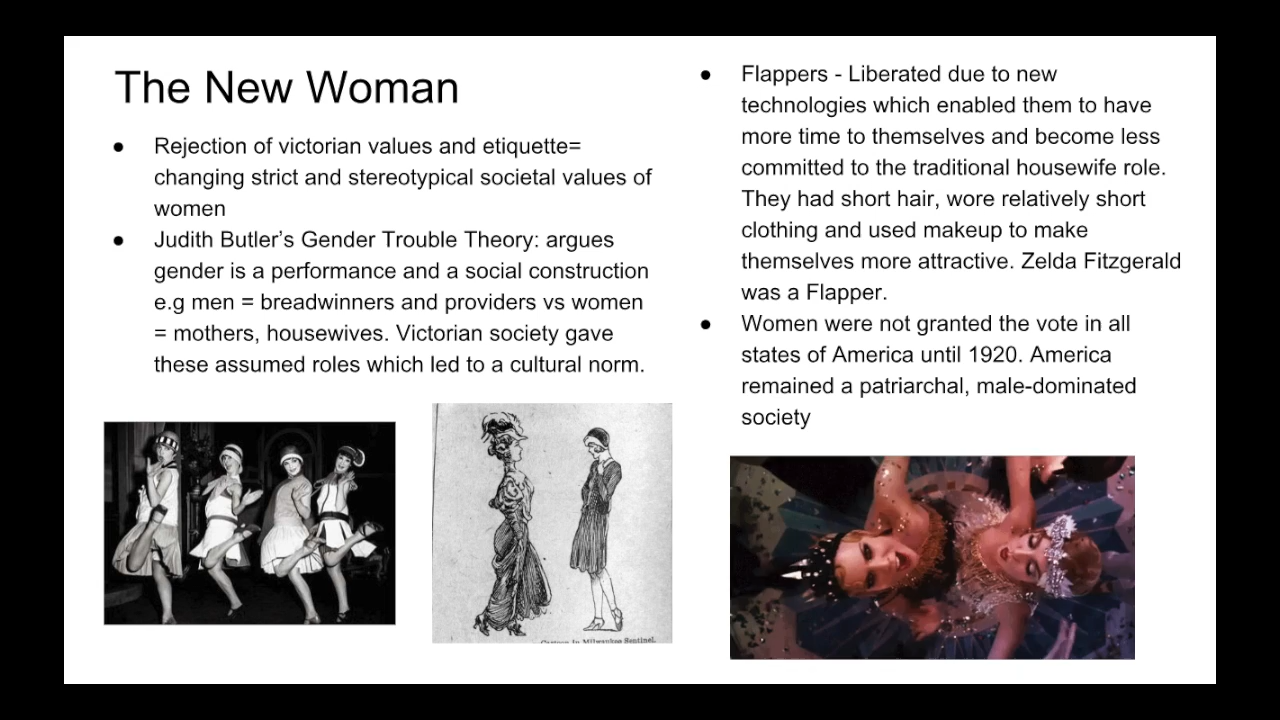 The New Woman
● Rejection of victorian values and etiquette=
changing strict and stereotypical societal values of
women
● Judith Butler’s Gender Trouble Theory: argues
gender is a performance and a social construction
e.g men = breadwinners and providers vs women
= mothers, housewives. Victorian society gave
these assumed roles which led to a cultural norm.
● Flappers - Liberated due to new
technologies which enabled them to have
more time to themselves and become less
committed to the traditional housewife role.
They had short hair, wore relatively short
clothing and used makeup to make
themselves more attractive. Zelda Fitzgerald
was a Flapper.
● Women were not granted the vote in all
states of America until 1920. America
remained a patriarchal, male-dominated
society
Cartoon in Milwaukee Sentinel.